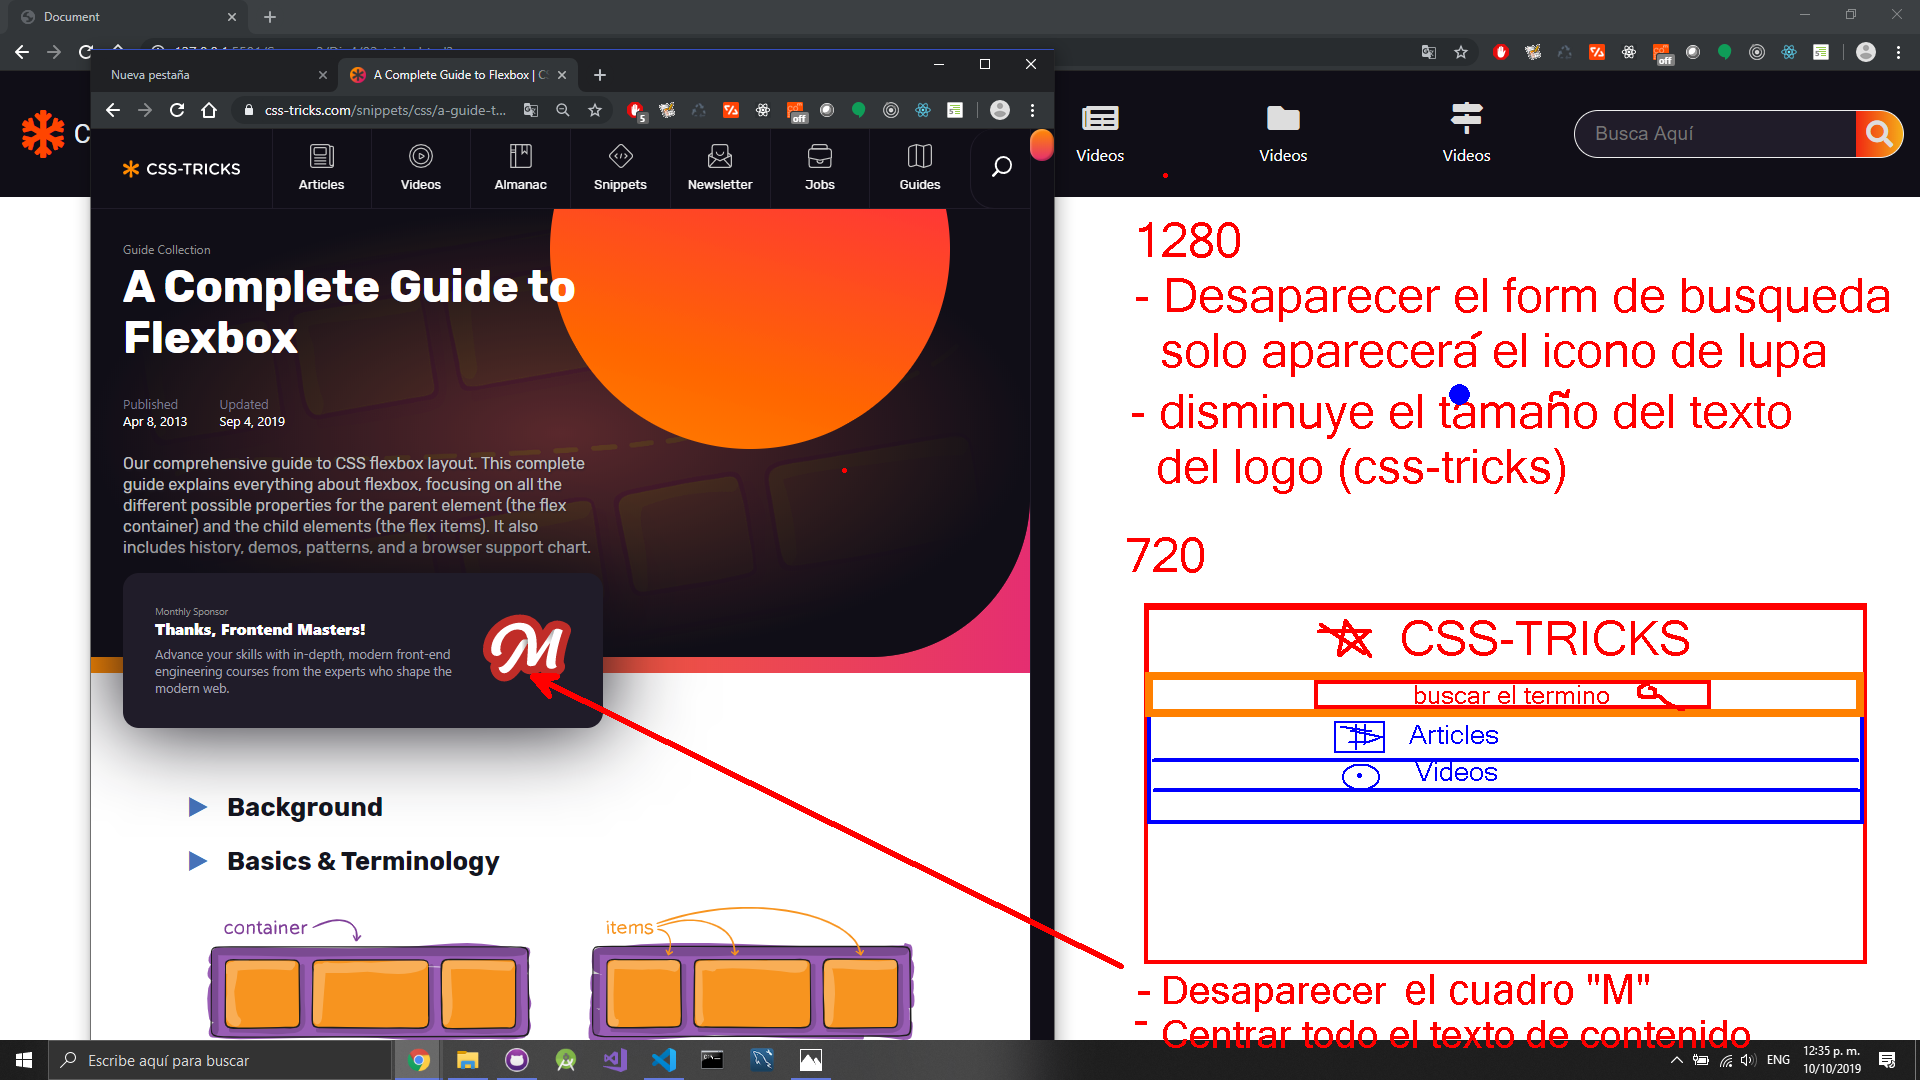 Document
Nueva pestaña
A Complete Guide to Flexbox | CS
css-tricks.com/snippets/css/a-guide-t...
5
off
off
C
CSS-TRICKS
Articles
Videos
Almanac
Snippets
Newsletter
Jobs
Guides
Videos
Videos
Videos
Busca Aquí
Guide Collection
A Complete Guide to
Flexbox
Published
Updated
Apr 8, 2013
Sep 4, 2019
Our comprehensive guide to CSS flexbox layout. This complete
guide explains everything about flexbox, focusing on all the
different possible properties for the parent element (the flex
container) and the child elements (the flex items). It also
includes history, demos, patterns, and a browser support chart.
Monthly Sponsor
Thanks, Frontend Masters!
Advance your skills with in-depth, modern front-end
engineering courses from the experts who shape the
modern web.
M
Background
Basics & Terminology
container
items
1280
- Desaparecer el form de busqueda
solo aparecerá el icono de lupa
- disminuye el tamaño del texto
del logo (css-tricks)
720
CSS-TRICKS
buscar el termino
Articles
Videos
- Desaparecer el cuadro "M"
- Centrar todo el texto de contenido
Escribe aquí para buscar
ENG
12:35 p. m.
10/10/2019